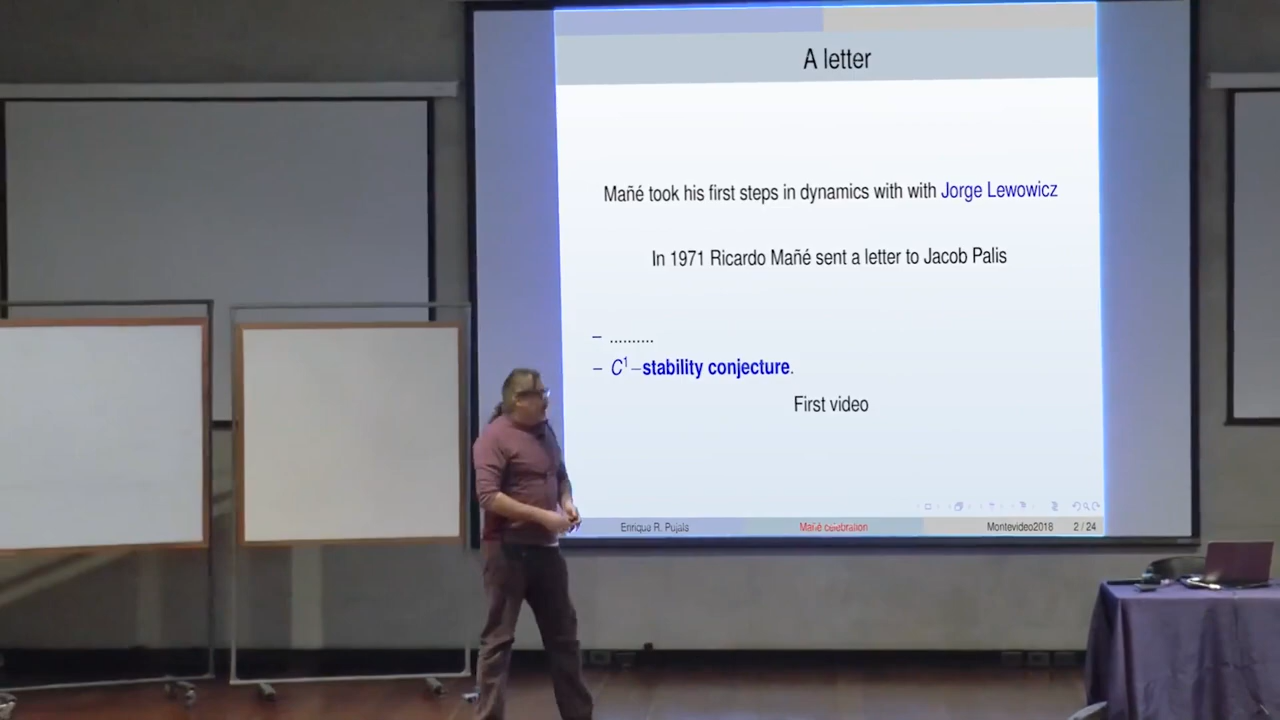 A letter
Mañé took his first steps in dynamics with with Jorge Lewowicz
In 1971 Ricardo Mañé sent a letter to Jacob Palis
– ..........
– C¹–stability conjecture.
First video
Enrique R. Pujals Mañé celebration Montevideo2018 2 / 24